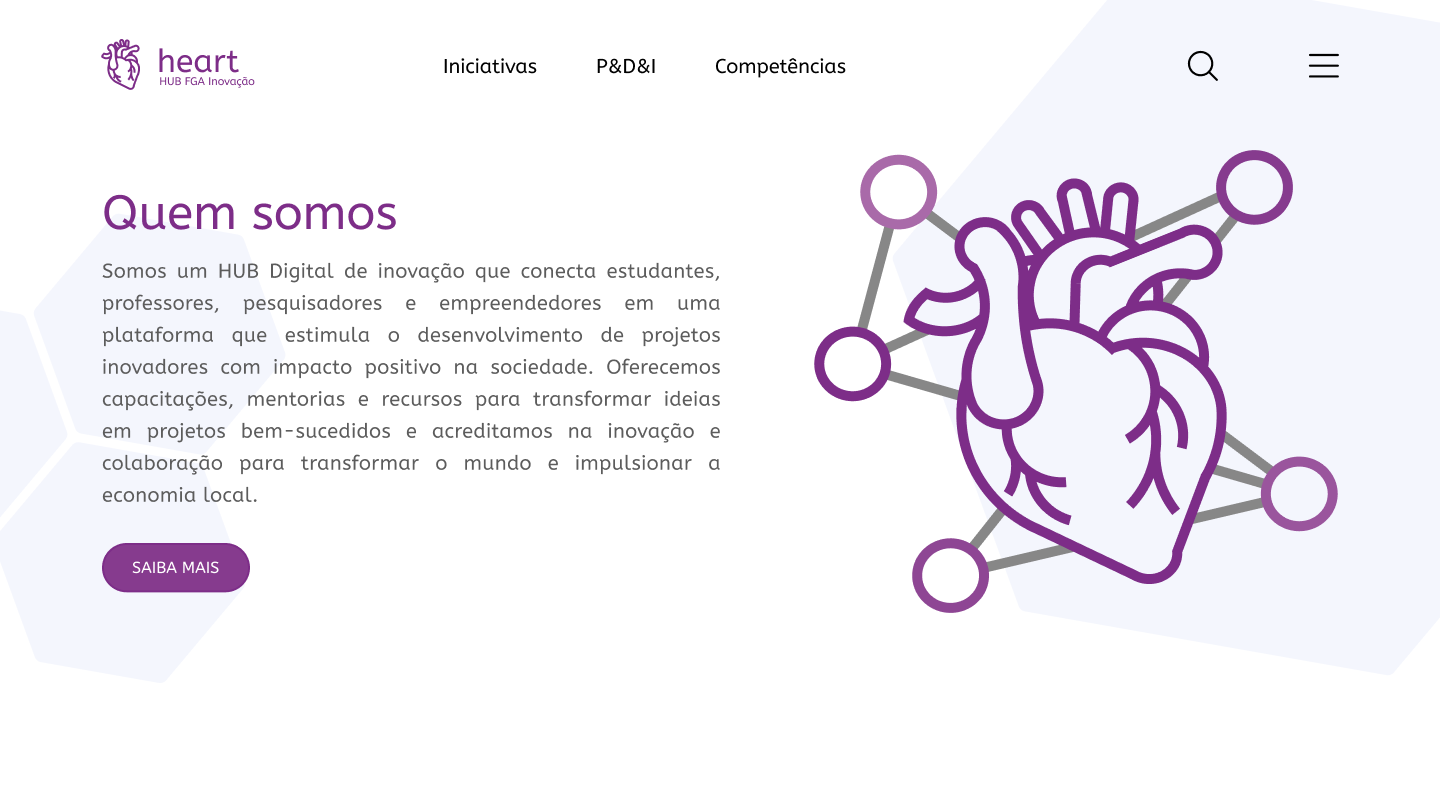 heart
HUB FGA Inovação
Iniciativas
P&D&I
Competências
Quem somos
Somos um HUB Digital de inovação que conecta estudantes,
professores, pesquisadores e empreendedores em uma
plataforma que estimula o desenvolvimento de projetos
inovadores com impacto positivo na sociedade. Oferecemos
capacitações, mentorias e recursos para transformar ideias
em projetos bem-sucedidos e acreditamos na inovação e
colaboração para transformar o mundo e impulsionar a
economia local.
SAIBA MAIS